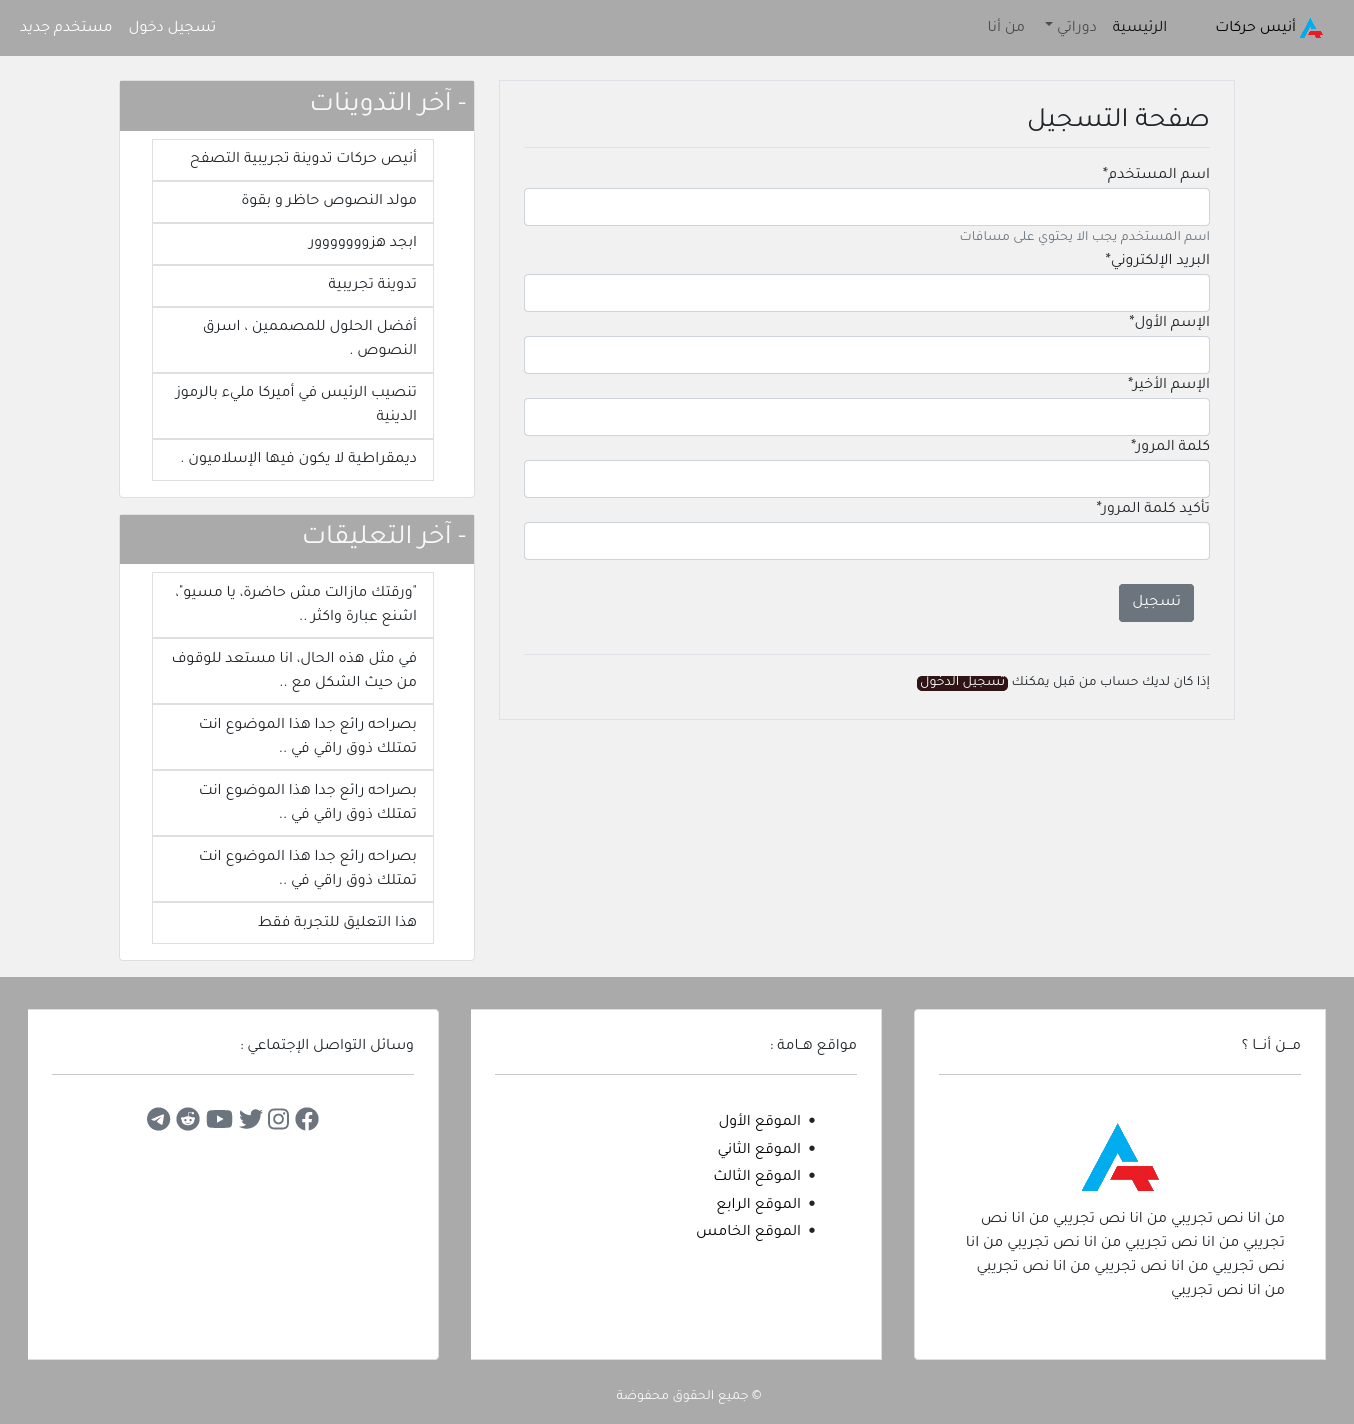 أنيس حركات
الرئيسية
دوراتي
من أنا
تسجيل دخول
مستخدم جديد
صفحة التسجيل
اسم المستخدم*
اسم المستخدم يجب الا يحتوي على مسافات
البريد الإلكتروني*
الإسم الأول*
الإسم الأخير*
كلمة المرور*
تأكيد كلمة المرور*
تسجيل
إذا كان لديك حساب من قبل يمكنك تسجيل الدخول
- آخر التدوينات
أنيص حركات تدوينة تجريبية التصفح
مولد النصوص حاظر و بقوة
ابجد هزوووووووور
تدوينة تجريبية
أفضل الحلول للمصممين ، اسرق
النصوص .
تنصيب الرئيس في أميركا مليء بالرموز
الدينية
ديمقراطية لا يكون فيها الإسلاميون .
- آخر التعليقات
"ورقتك مازالت مش حاضرة، يا مسيو"،
اشنع عبارة واكثر ..
في مثل هذه الحال، انا مستعد للوقوف
من حيث الشكل مع ..
بصراحه رائع جدا هذا الموضوع انت
تمتلك ذوق راقي في ..
بصراحه رائع جدا هذا الموضوع انت
تمتلك ذوق راقي في ..
بصراحه رائع جدا هذا الموضوع انت
تمتلك ذوق راقي في ..
هذا التعليق للتجربة فقط
مــن أنــا ؟
من انا نص تجريبي من انا نص تجريبي من انا نص
تجريبي من انا نص تجريبي من انا نص تجريبي من انا
نص تجريبي من انا نص تجريبي من انا نص تجريبي
من انا نص تجريبي
مواقع هـامة :
• الموقع الأول
• الموقع الثاني
• الموقع الثالث
• الموقع الرابع
• الموقع الخامس
وسائل التواصل الإجتماعي :
© جميع الحقوق محفوضة